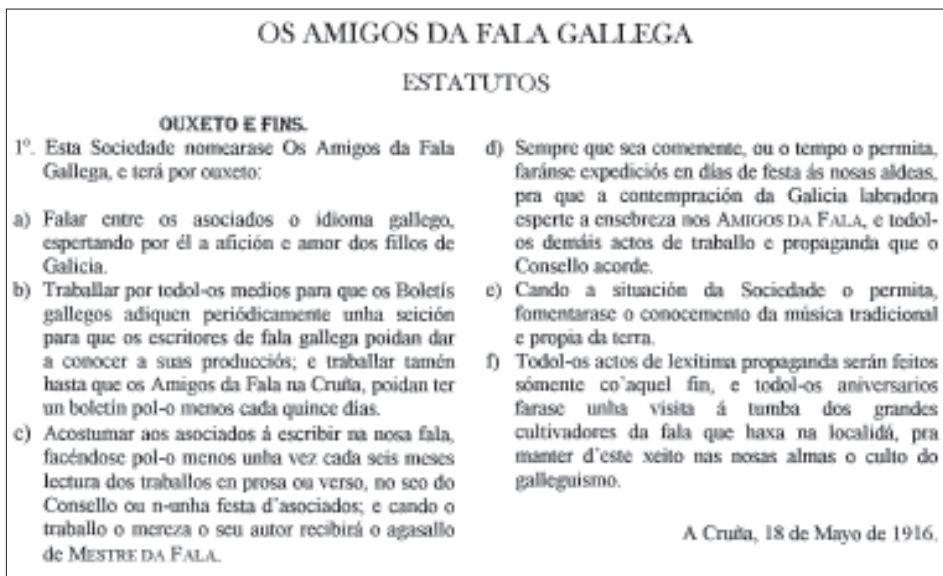 OS AMIGOS DA FALA GALLEGA
ESTATUTOS
OUXETO E FINS.
1º. Esta Sociedade nomearase Os Amigos da Fala
Gallega, e terá por ouxeto:
a) Falar entre os asociados o idioma gallego,
espertando por él a afición e amor dos fillos de
Galicia.
b) Traballar por todol-os medios para que os Boletís
gallegos adiquen periódicamente unha seición
para que os escritores de fala gallega poidan dar
a conocer a suas producciós; e traballar tamén
hasta que os Amigos da Fala na Cruña, poidan ter
un boletín pol-o menos cada quince dias.
c) Acostumar aos asociados á escribir na nosa fala,
facéndose pol-o menos unha vez cada seis meses
lectura dos traballos en prosa ou verso, no seo do
Consello ou n-unha festa d'asociados; e cando o
traballo o mereza o seu autor recibirá o agasallo
de MESTRE DA FALA.
d) Sempre que sea comenente, ou o tempo o permita,
faránse expediciós en días de festa ás nosas aldeas,
pra que a contempración da Galicia labradora
esperte a enxebreza nos AMIGOS DA FALA, e todol-
os demáis actos de traballo e propaganda que o
Consello acorde.
e) Cando a situación da Sociedade o permita,
fomentarase o conocemento da música tradicional
e propia da terra.
f) Todol-os actos de lexítima propaganda serán feitos
sómente co'aquel fin, e todol-os aniversarios
farase unha visita á tumba dos grandes
cultivadores da fala que haxa na localidá, pra
manter d'este xeito nas nosas almas o culto do
galleguismo.
A Cruña, 18 de Mayo de 1916.